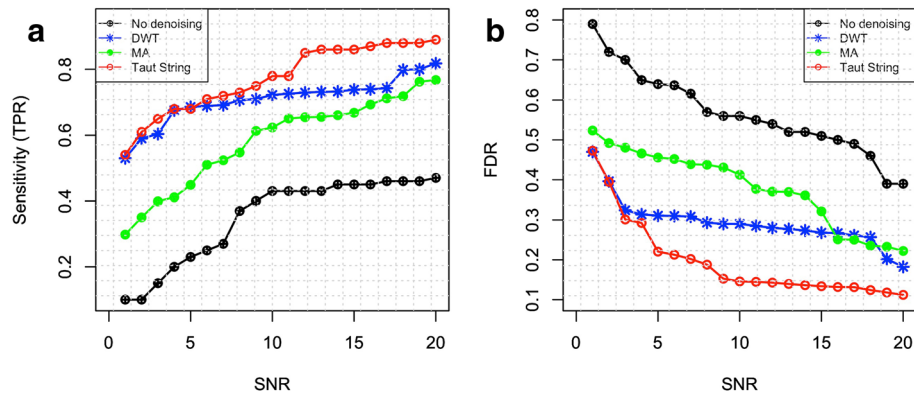 a
No denoising
DWT
MA
Taut String
Sensitivity (TPR)
0.8
0.6
0.4
0.2
0 5 10 15 20
SNR
b
No denoising
DWT
MA
Taut String
FDR
0.8
0.7
0.6
0.5
0.4
0.3
0.2
0.1
0 5 10 15 20
SNR